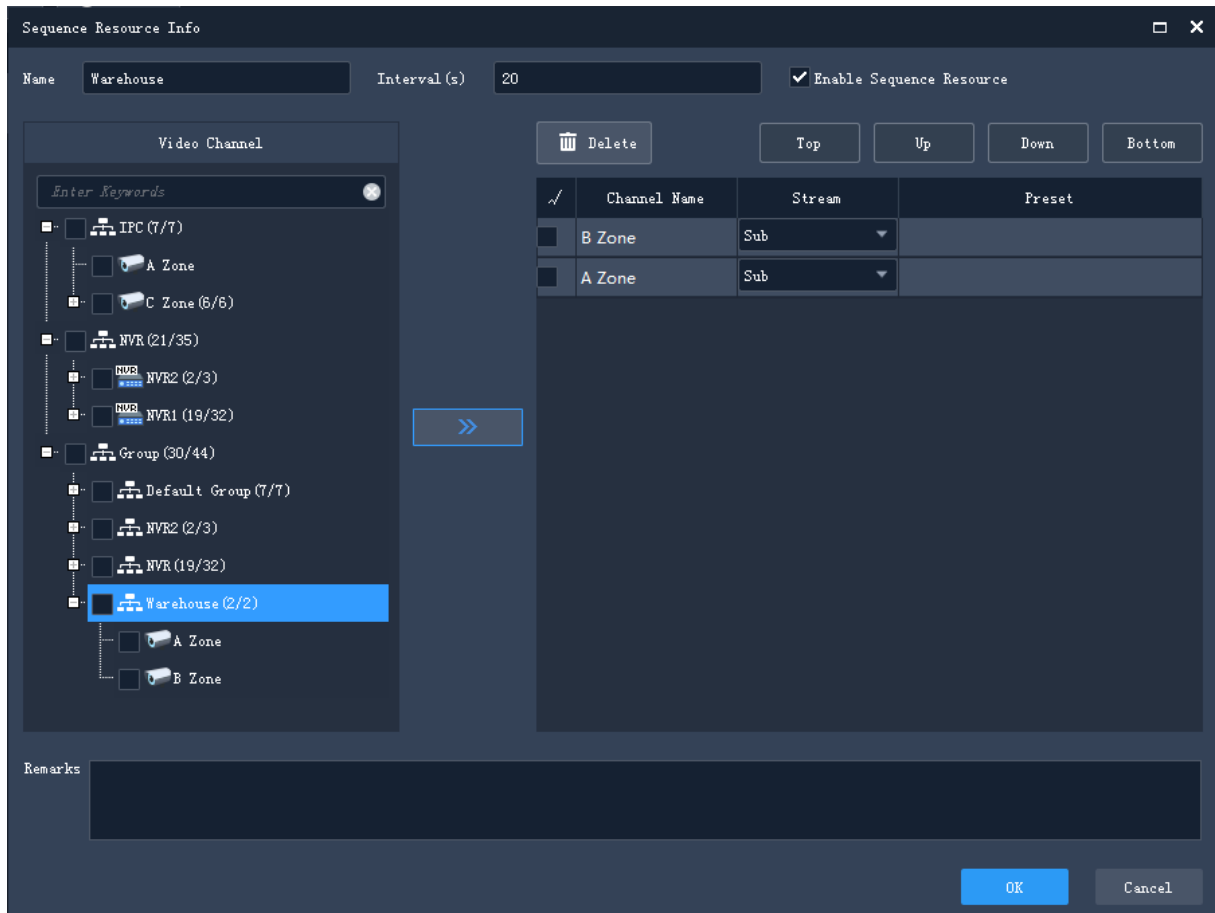 Sequence Resource Info
Name Warehouse Interval(s) 20 Enable Sequence Resource
Video Channel
Enter Keywords
IPC(7/7)
A Zone
C Zone(6/6)
NVR(21/35)
NVR NVR2(2/3)
NVR NVR1(19/32)
Group(30/44)
Default Group(7/7)
NVR2(2/3)
NVR(19/32)
Warehouse(2/2)
A Zone
B Zone
Delete Top Up Down Bottom
Channel Name Stream Preset
B Zone Sub
A Zone Sub
Remarks
OK Cancel